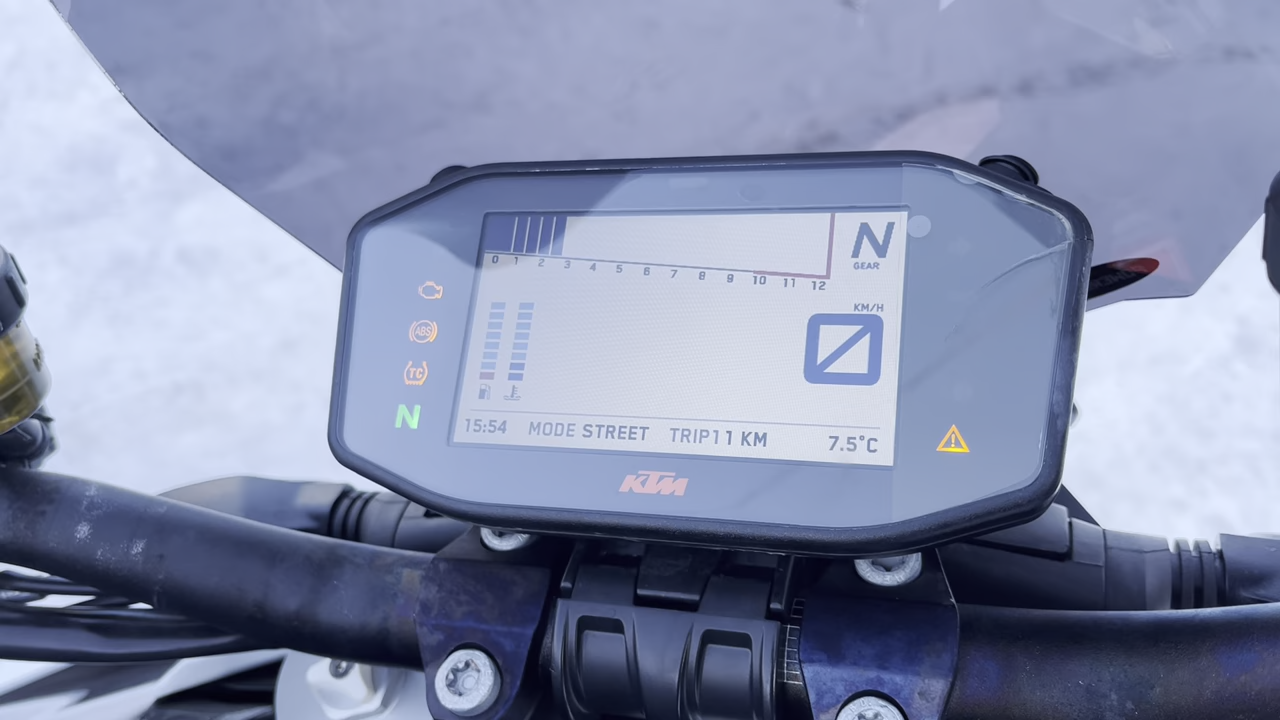 0 1 2 3 4 5 6 7 8 9 10 11 12
N
GEAR
KM/H
0
ABS
TC
N
15:54 MODE STREET TRIP1 1 KM 7.5°C
KTM